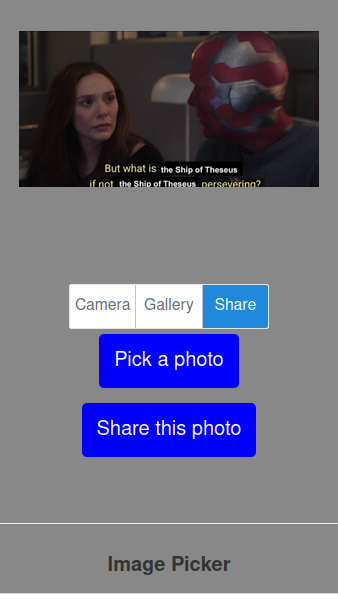 But what is the Ship of Theseus
if not the Ship of Theseus persevering?
Camera Gallery Share
Pick a photo
Share this photo
Image Picker